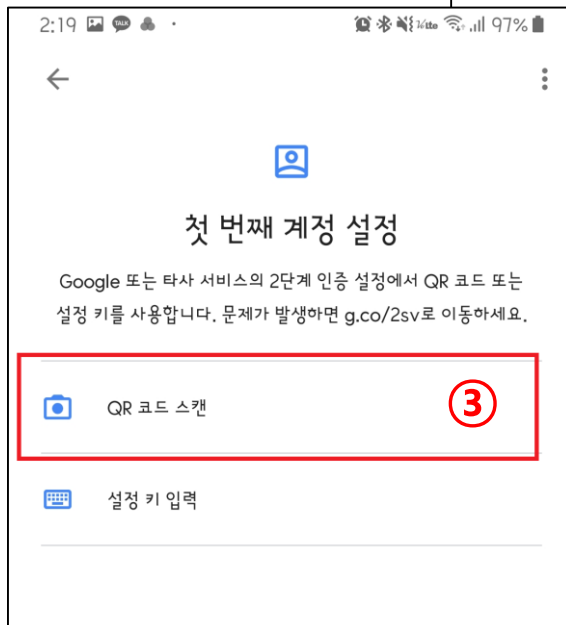 2:19 TALK · 97%
첫 번째 계정 설정
Google 또는 타사 서비스의 2단계 인증 설정에서 QR 코드 또는
설정 키를 사용합니다. 문제가 발생하면 g.co/2sv로 이동하세요.
QR 코드 스캔 ③
설정 키 입력